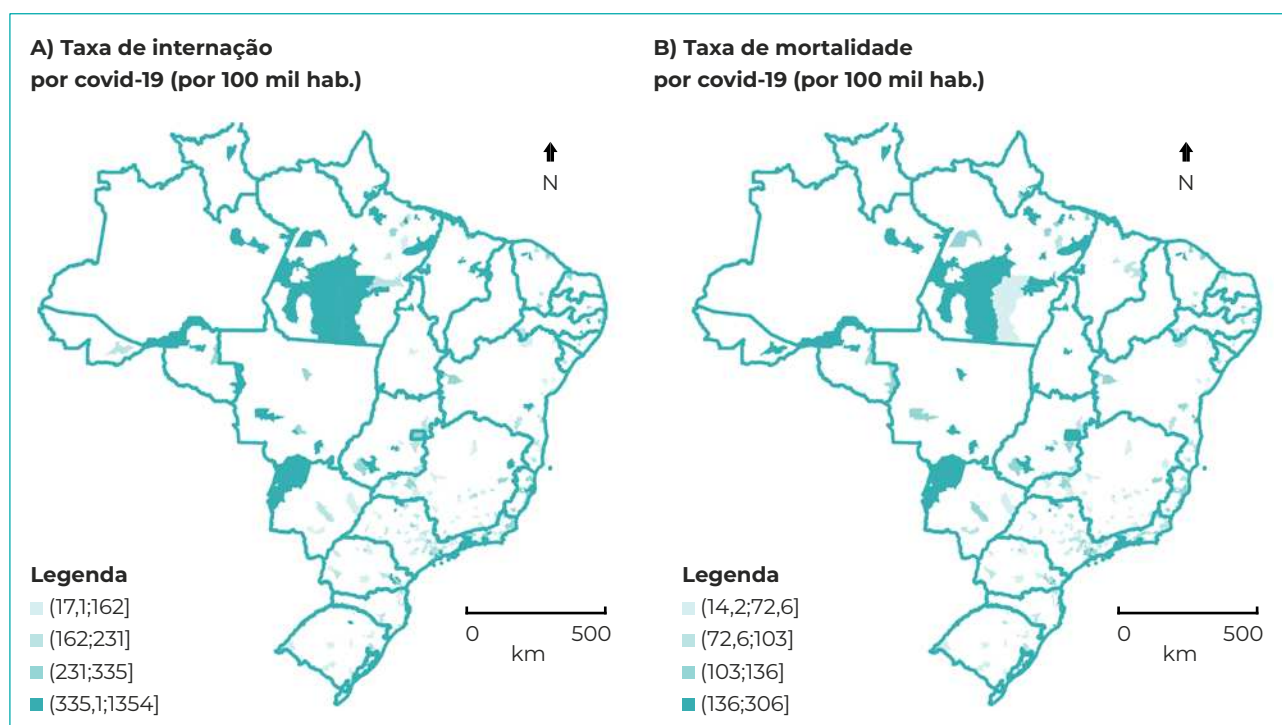 A) Taxa de internação
por covid-19 (por 100 mil hab.)
N
Legenda
(17,1;162]
(162;231]
(231;335]
(335,1;1354]
0 500
km
B) Taxa de mortalidade
por covid-19 (por 100 mil hab.)
N
Legenda
(14,2;72,6]
(72,6;103]
(103;136]
(136;306]
0 500
km